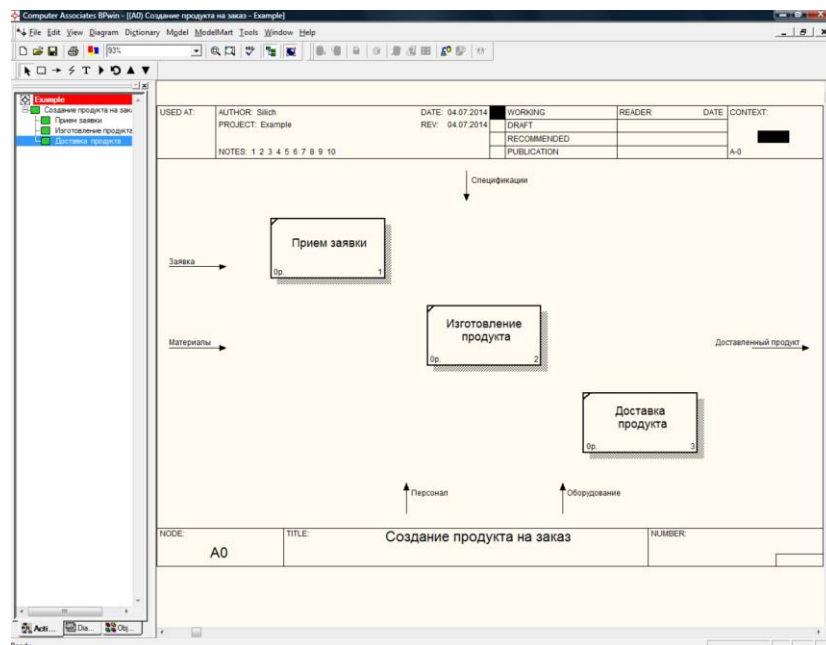 Computer Associates BPwin - [(A0) Создание продукта на заказ - Example]
File Edit View Diagram Dictionary Model ModelMart Tools Window Help
93%
Example
Создание продукта на зака
Прием заявки
Изготовление продукта
Доставка продукта
USED AT: AUTHOR: Silich DATE: 04.07.2014 WORKING READER DATE CONTEXT:
PROJECT: Example REV: 04.07.2014 DRAFT
RECOMMENDED
NOTES: 1 2 3 4 5 6 7 8 9 10 PUBLICATION A-0
Спецификации
Прием заявки
0р. 1
Заявка
Изготовление
продукта
0р. 2
Материалы
Доставленный продукт
Доставка
продукта
0р. 3
Персонал
Оборудование
NODE: TITLE: NUMBER:
A0 Создание продукта на заказ
Acti... Dia... Obj...